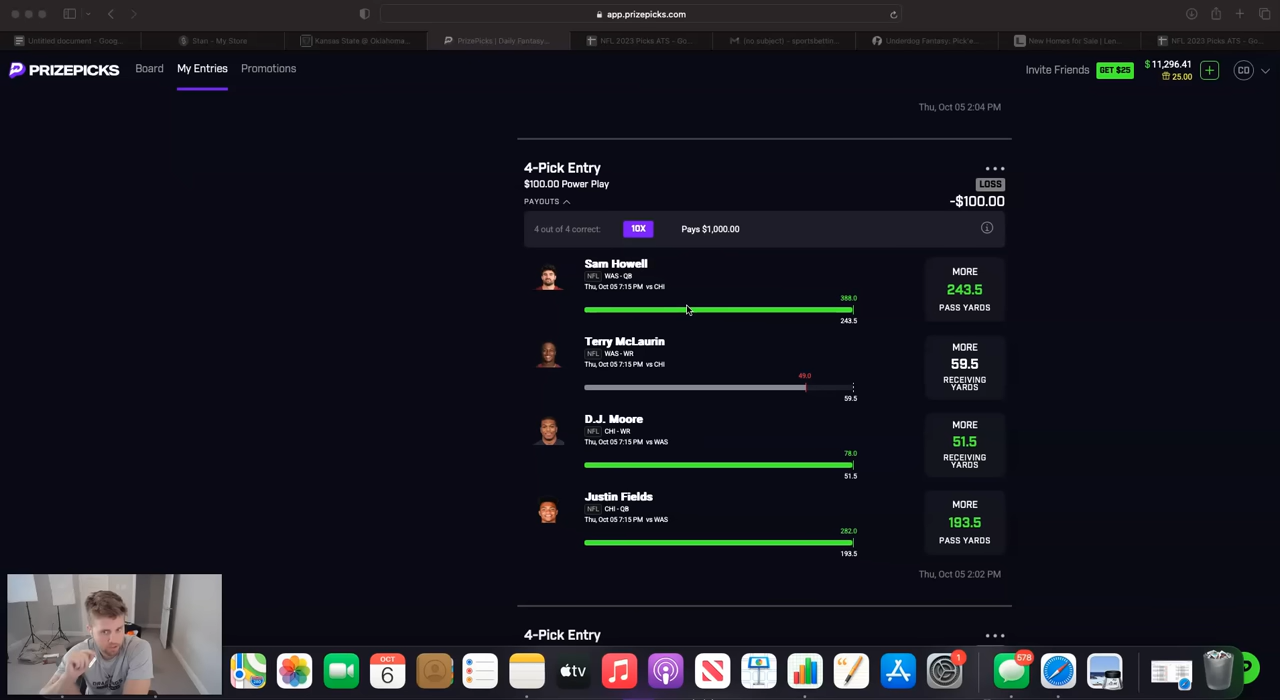 app.prizepicks.com
Untitled document - Goog...
Stan - My Store
Kansas State @ Oklahoma...
PrizePicks | Daily Fantasy...
NFL 2023 Picks ATS - Go...
(no subject) - sportsbettin...
Underdog Fantasy: Pick'e...
New Homes for Sale | Len...
NFL 2023 Picks ATS - Go...
PRIZEPICKS
Board
My Entries
Promotions
Invite Friends
GET $25
$11,296.41
25.00
CD
Thu, Oct 05 2:04 PM
4-Pick Entry
$100.00 Power Play
LOSS
PAYOUTS
-$100.00
4 out of 4 correct:
10X
Pays $1,000.00
Sam Howell
NFL WAS - QB
Thu, Oct 05 7:15 PM vs CHI
388.0
243.5
MORE
243.5
PASS YARDS
Terry McLaurin
NFL WAS - WR
Thu, Oct 05 7:15 PM vs CHI
49.0
59.5
MORE
59.5
RECEIVING
YARDS
D.J. Moore
NFL CHI - WR
Thu, Oct 05 7:15 PM vs WAS
78.0
51.5
MORE
51.5
RECEIVING
YARDS
Justin Fields
NFL CHI - QB
Thu, Oct 05 7:15 PM vs WAS
282.0
193.5
MORE
193.5
PASS YARDS
Thu, Oct 05 2:02 PM
4-Pick Entry
OCT
6
tv
1
578